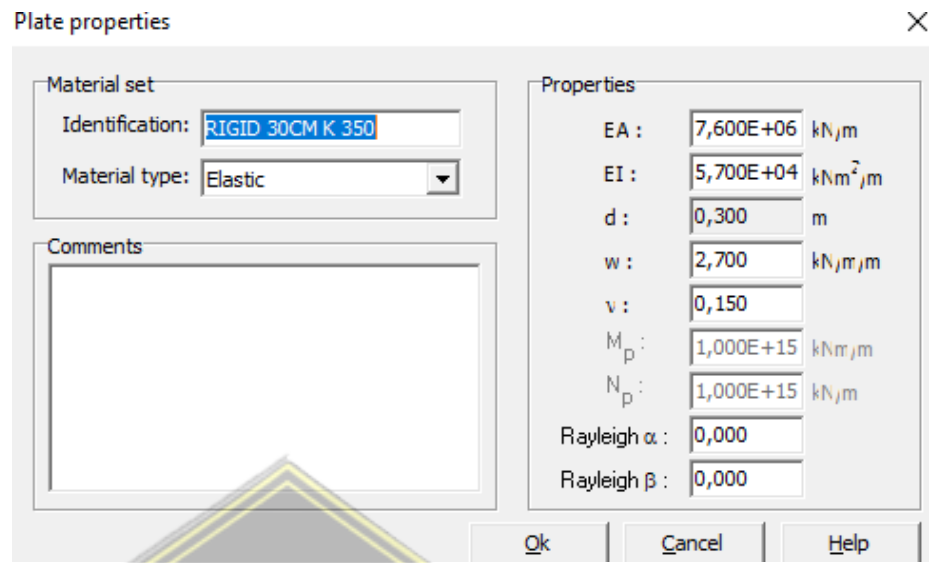 Plate properties
Material set
Identification: RIGID 30CM K 350
Material type: Elastic
Comments
Properties
EA : 7,600E+06 kN/m
EI : 5,700E+04 kNm²/m
d : 0,300 m
w : 2,700 kN/m/m
ν : 0,150
Mp : 1,000E+15 kNm/m
Np : 1,000E+15 kN/m
Rayleigh α : 0,000
Rayleigh β : 0,000
Ok Cancel Help